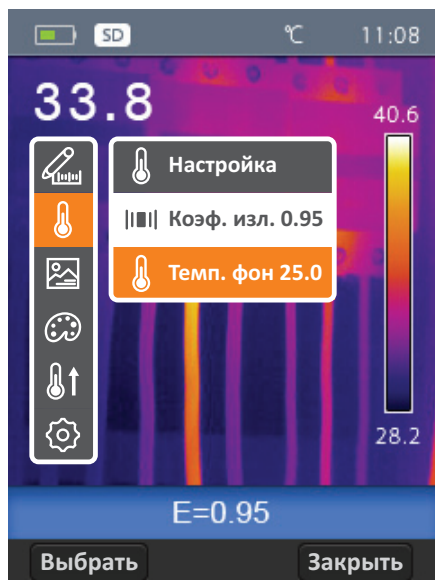 SD ℃ 11:08
33.8
40.6
Настройка
Коэф. изл. 0.95
Темп. фон 25.0
28.2
E=0.95
Выбрать Закрыть